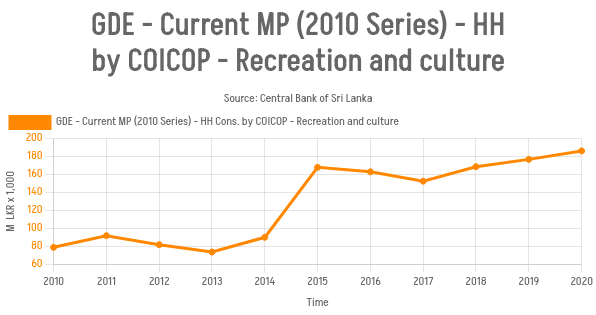 GDE - Current MP (2010 Series) - HH
by COICOP - Recreation and culture
Source: Central Bank of Sri Lanka
GDE - Current MP (2010 Series) - HH Cons. by COICOP - Recreation and culture
M LKR x 1,000
200
180
160
140
120
100
80
60
2010 2011 2012 2013 2014 2015 2016 2017 2018 2019 2020
Time